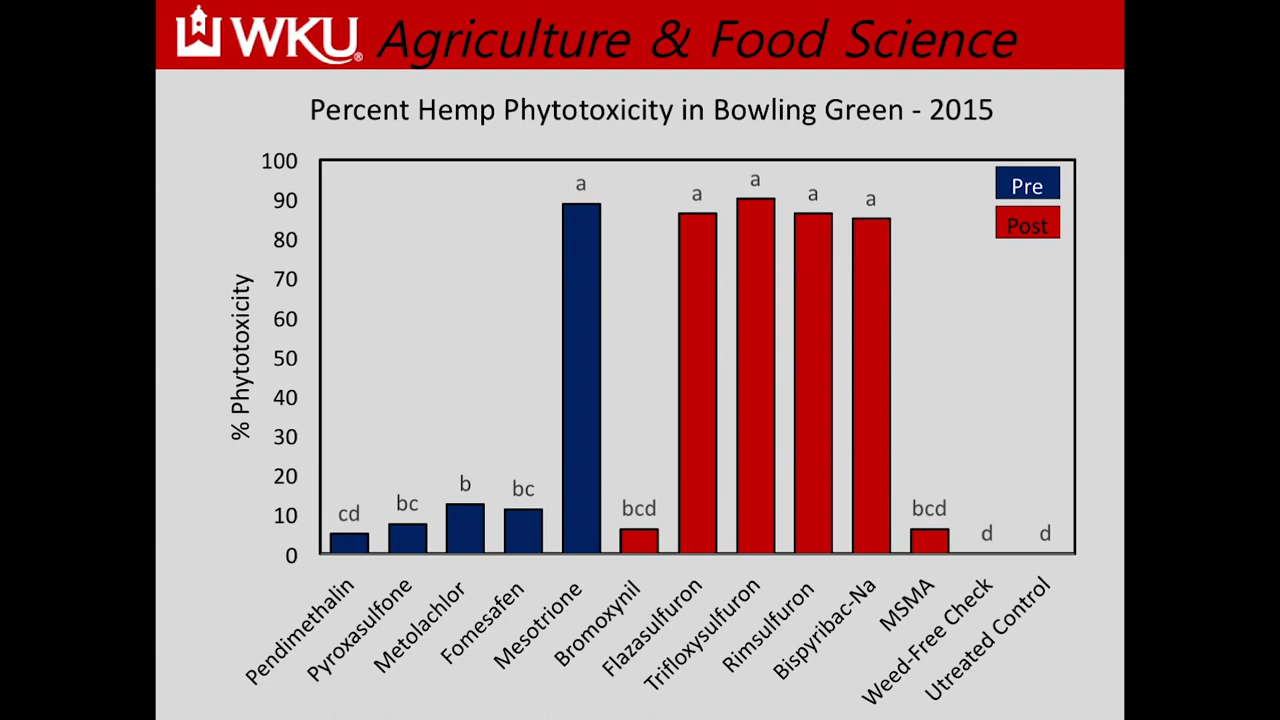 WKU® Agriculture & Food Science
Percent Hemp Phytotoxicity in Bowling Green - 2015
100
90
80
70
60
50
40
30
20
10
0
% Phytotoxicity
Pre
Post
cd
bc
b
bc
a
bcd
a
a
a
a
bcd
d
d
Pendimethalin
Pyroxasulfone
Metolachlor
Fomesafen
Mesotrione
Bromoxynil
Flazasulfuron
Trifloxysulfuron
Rimsulfuron
Bispyribac-Na
MSMA
Weed-Free Check
Utreated Control